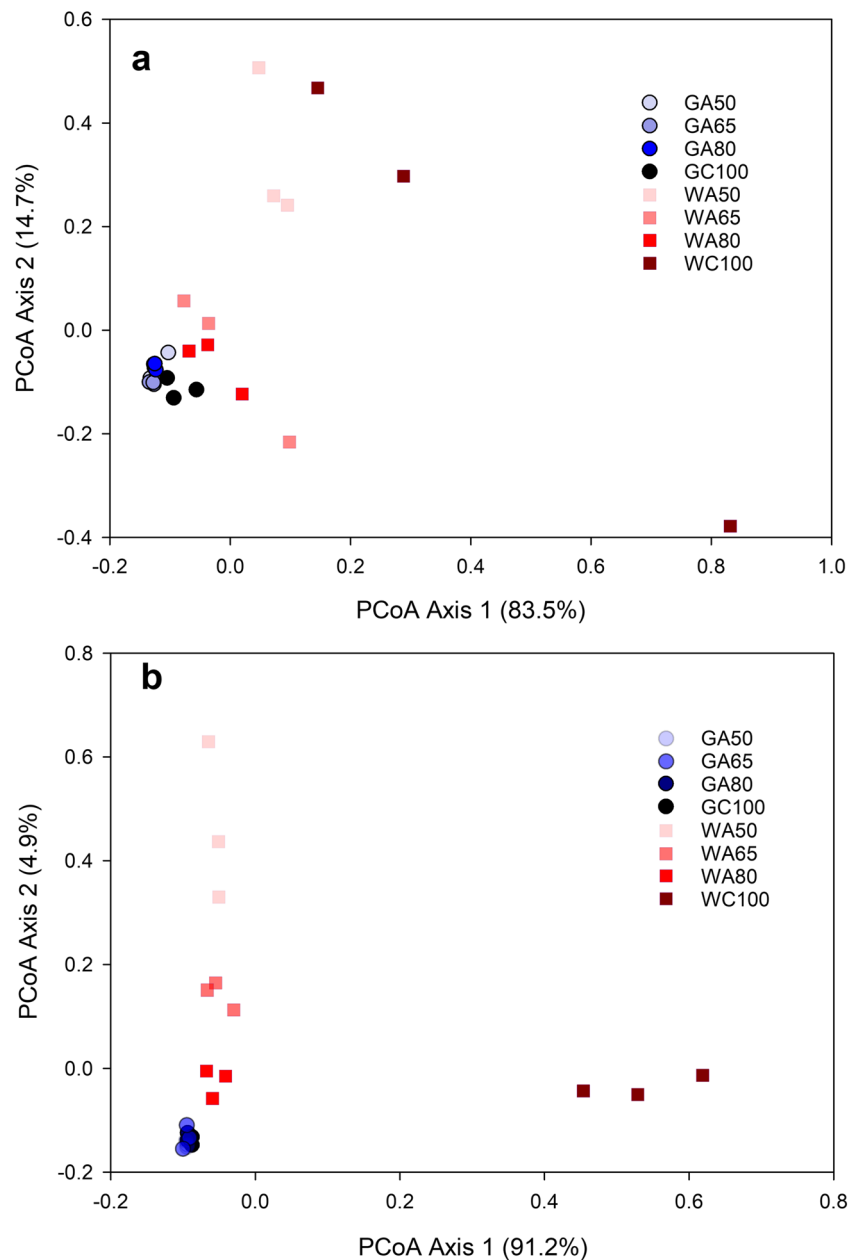 a
0.6
0.4
0.2
0.0
-0.2
-0.4
PCoA Axis 2 (14.7%)
GA50
GA65
GA80
GC100
WA50
WA65
WA80
WC100
-0.2 0.0 0.2 0.4 0.6 0.8 1.0
PCoA Axis 1 (83.5%)
b
0.8
0.6
0.4
0.2
0.0
-0.2
PCoA Axis 2 (4.9%)
GA50
GA65
GA80
GC100
WA50
WA65
WA80
WC100
-0.2 0.0 0.2 0.4 0.6 0.8
PCoA Axis 1 (91.2%)